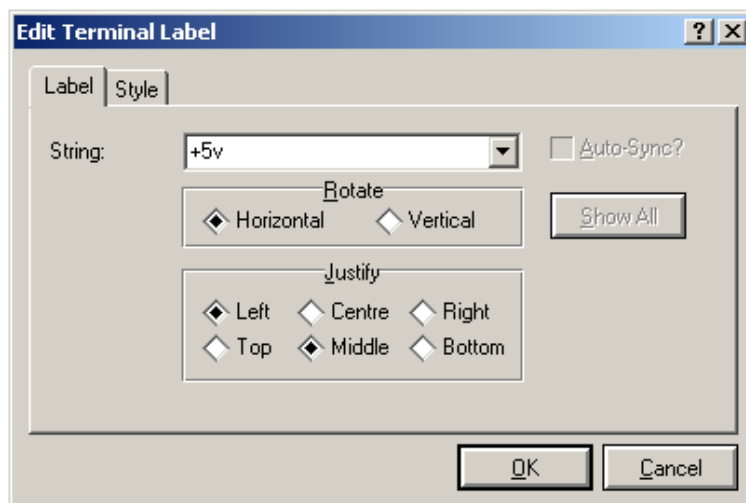 Edit Terminal Label
Label Style
String: +5v Auto-Sync?
Rotate
Horizontal Vertical Show All
Justify
Left Centre Right
Top Middle Bottom
OK Cancel